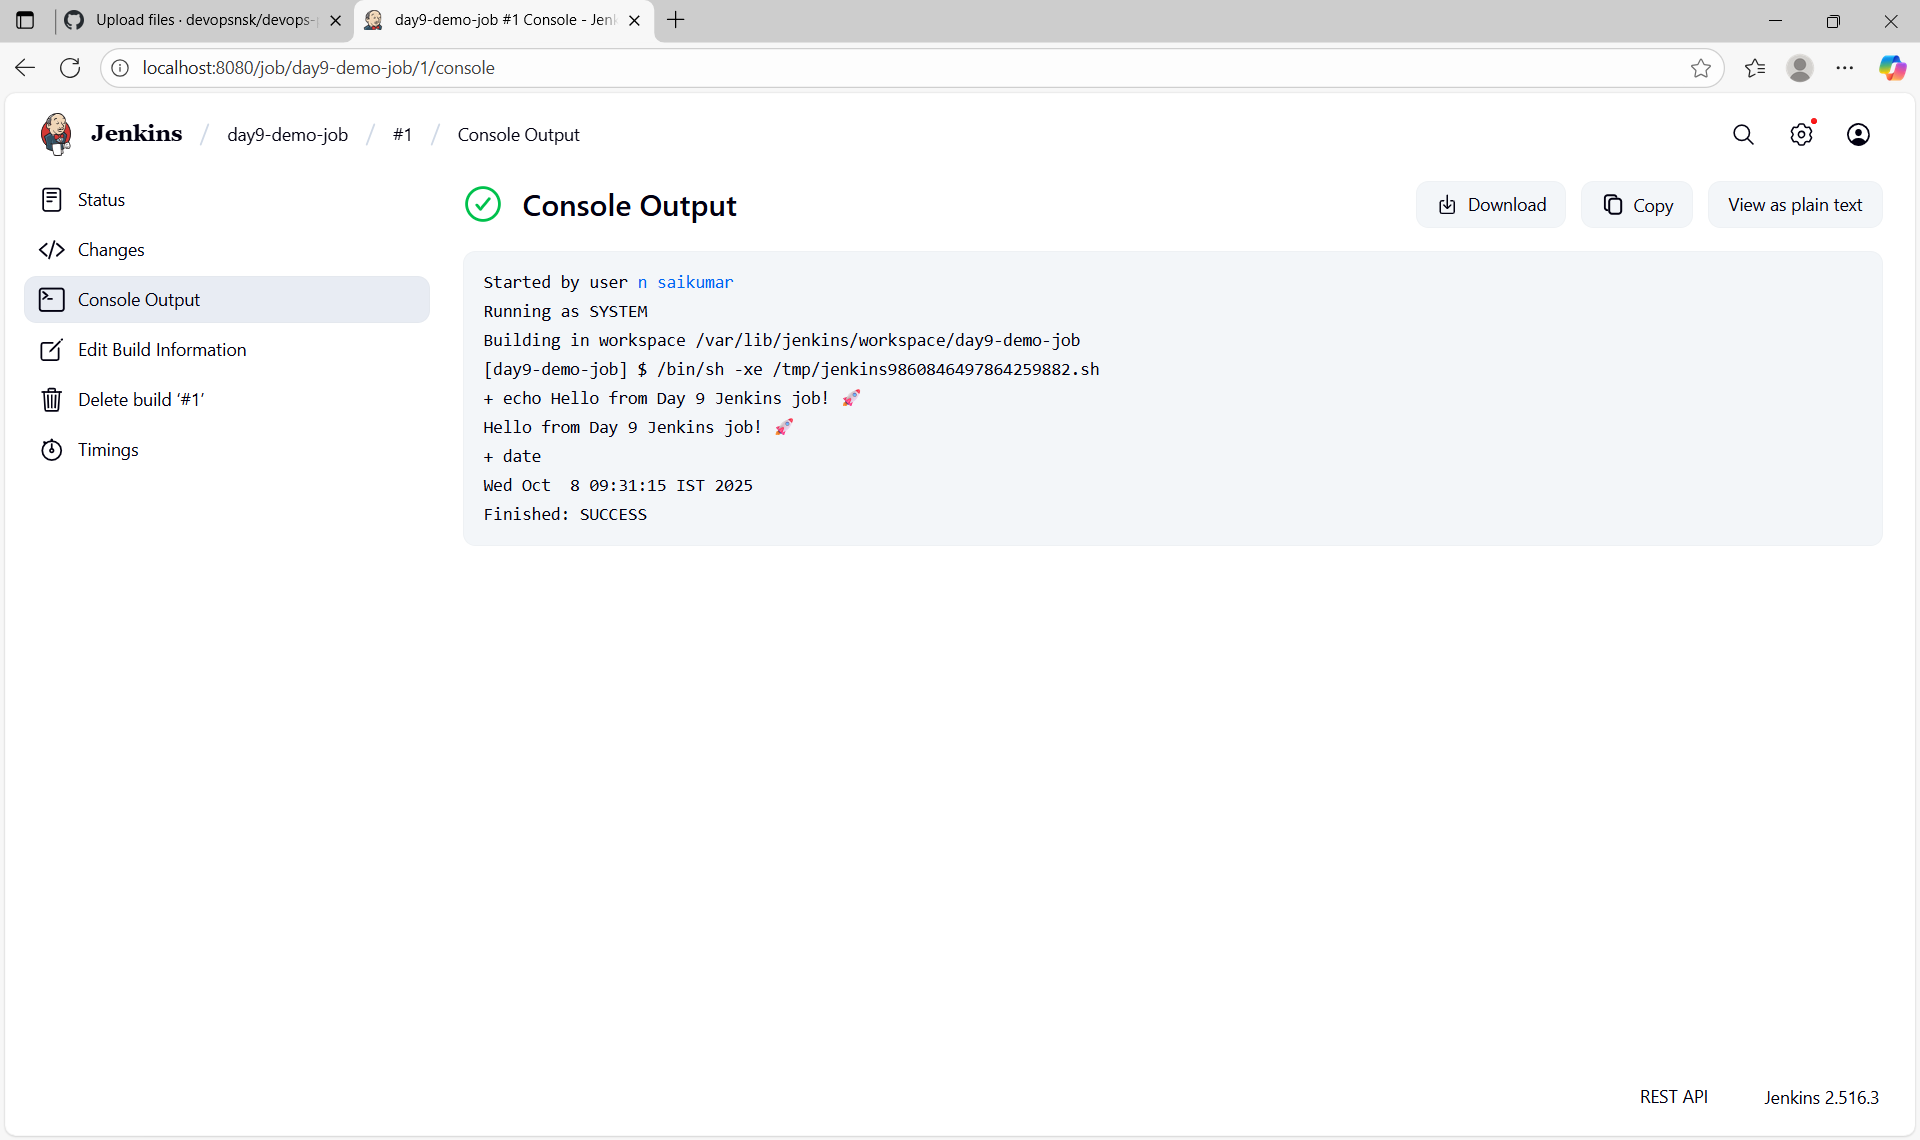 Upload files · devopsnsk/devops-
day9-demo-job #1 Console - Jenk
localhost:8080/job/day9-demo-job/1/console
Jenkins / day9-demo-job / #1 / Console Output
Status
Changes
Console Output
Edit Build Information
Delete build ‘#1’
Timings
Console Output
Download
Copy
View as plain text
Started by user n saikumar
Running as SYSTEM
Building in workspace /var/lib/jenkins/workspace/day9-demo-job
[day9-demo-job] $ /bin/sh -xe /tmp/jenkins9860846497864259882.sh
+ echo Hello from Day 9 Jenkins job! 🚀
Hello from Day 9 Jenkins job! 🚀
+ date
Wed Oct  8 09:31:15 IST 2025
Finished: SUCCESS
REST API
Jenkins 2.516.3